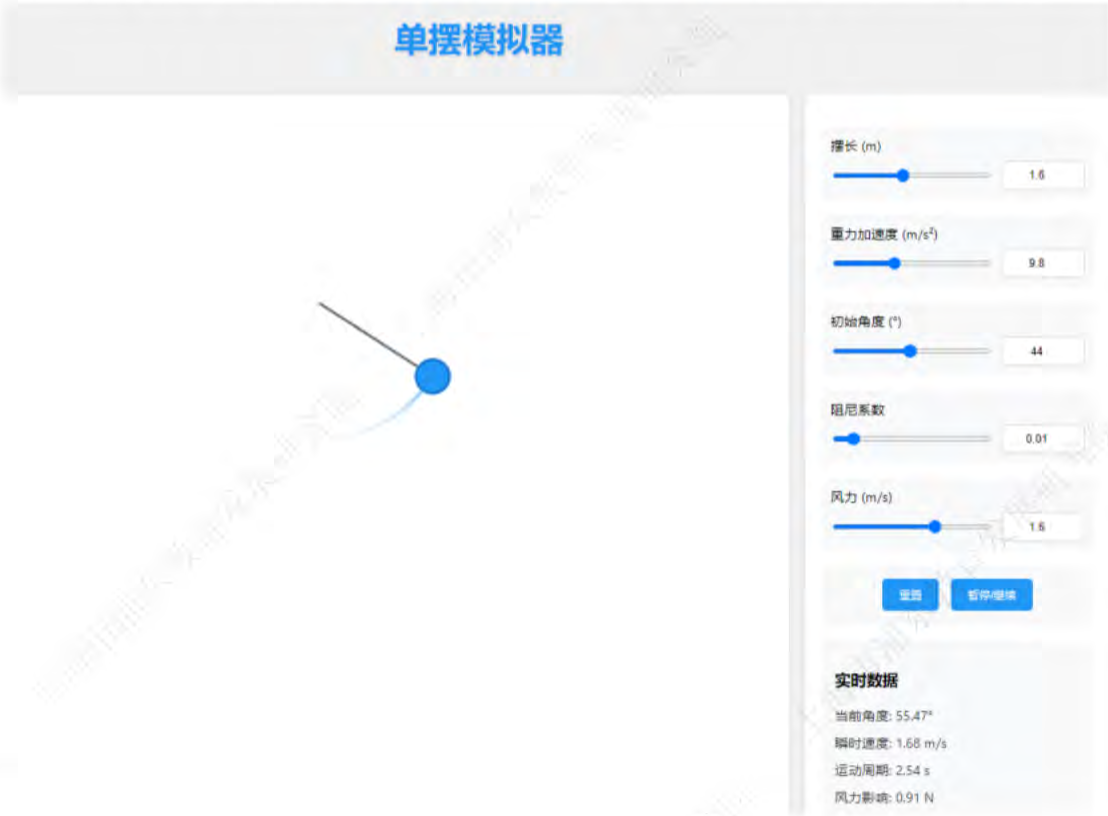 单摆模拟器
摆长 (m)
1.6
重力加速度 (m/s²)
9.8
初始角度 (°)
44
阻尼系数
0.01
风力 (m/s)
1.6
重置 暂停/继续
实时数据
当前角度: 55.47°
瞬时速度: 1.68 m/s
运动周期: 2.54 s
风力影响: 0.91 N